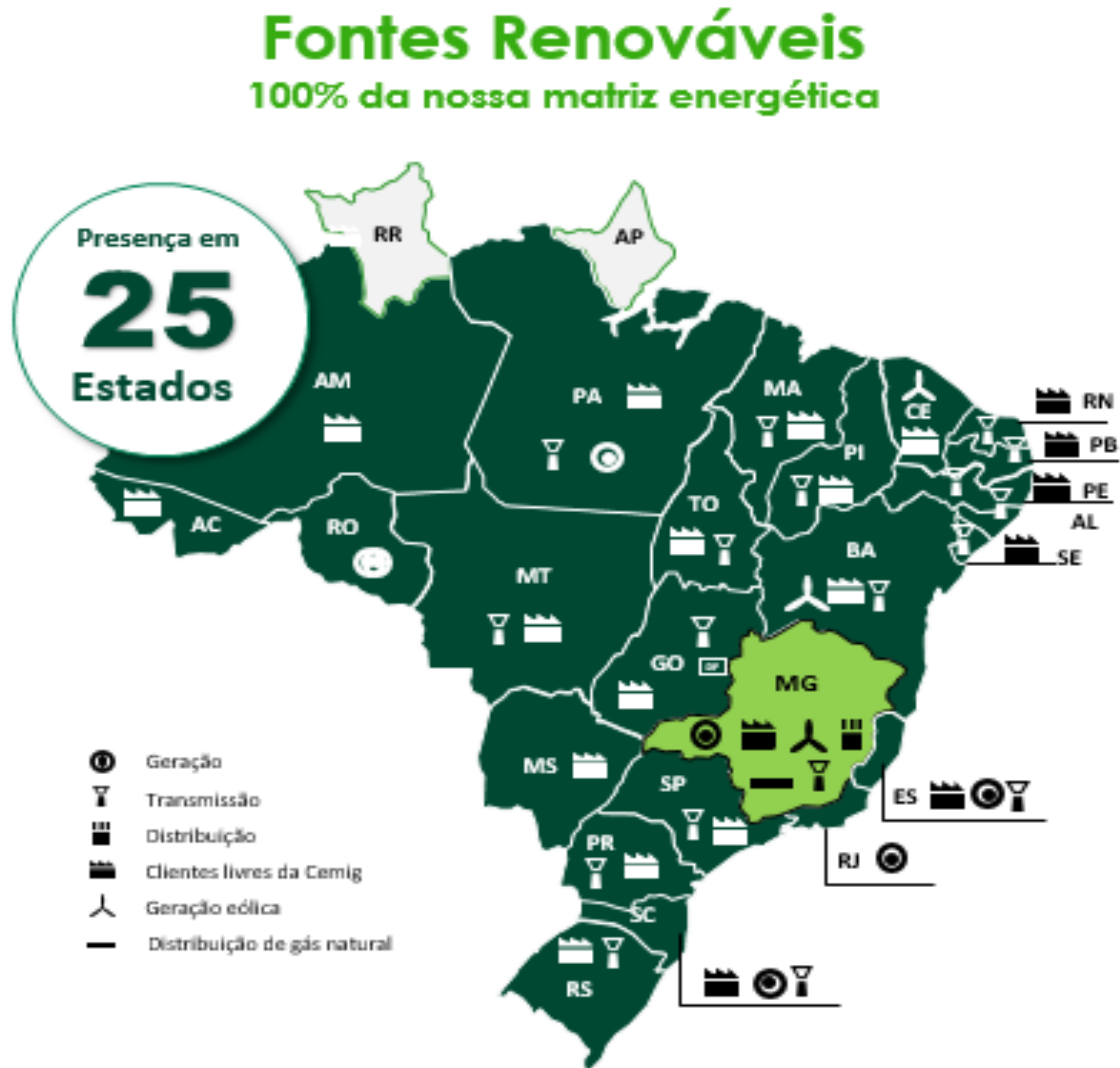 Fontes Renováveis
100% da nossa matriz energética
Presença em
25
Estados
RR
AP
AM
PA
MA
CE
RN
PB
PI
PE
AL
SE
AC
RO
TO
BA
MT
GO
DF
MG
MS
SP
ES
RJ
PR
SC
RS
Geração
Transmissão
Distribuição
Clientes livres da Cemig
Geração eólica
Distribuição de gás natural